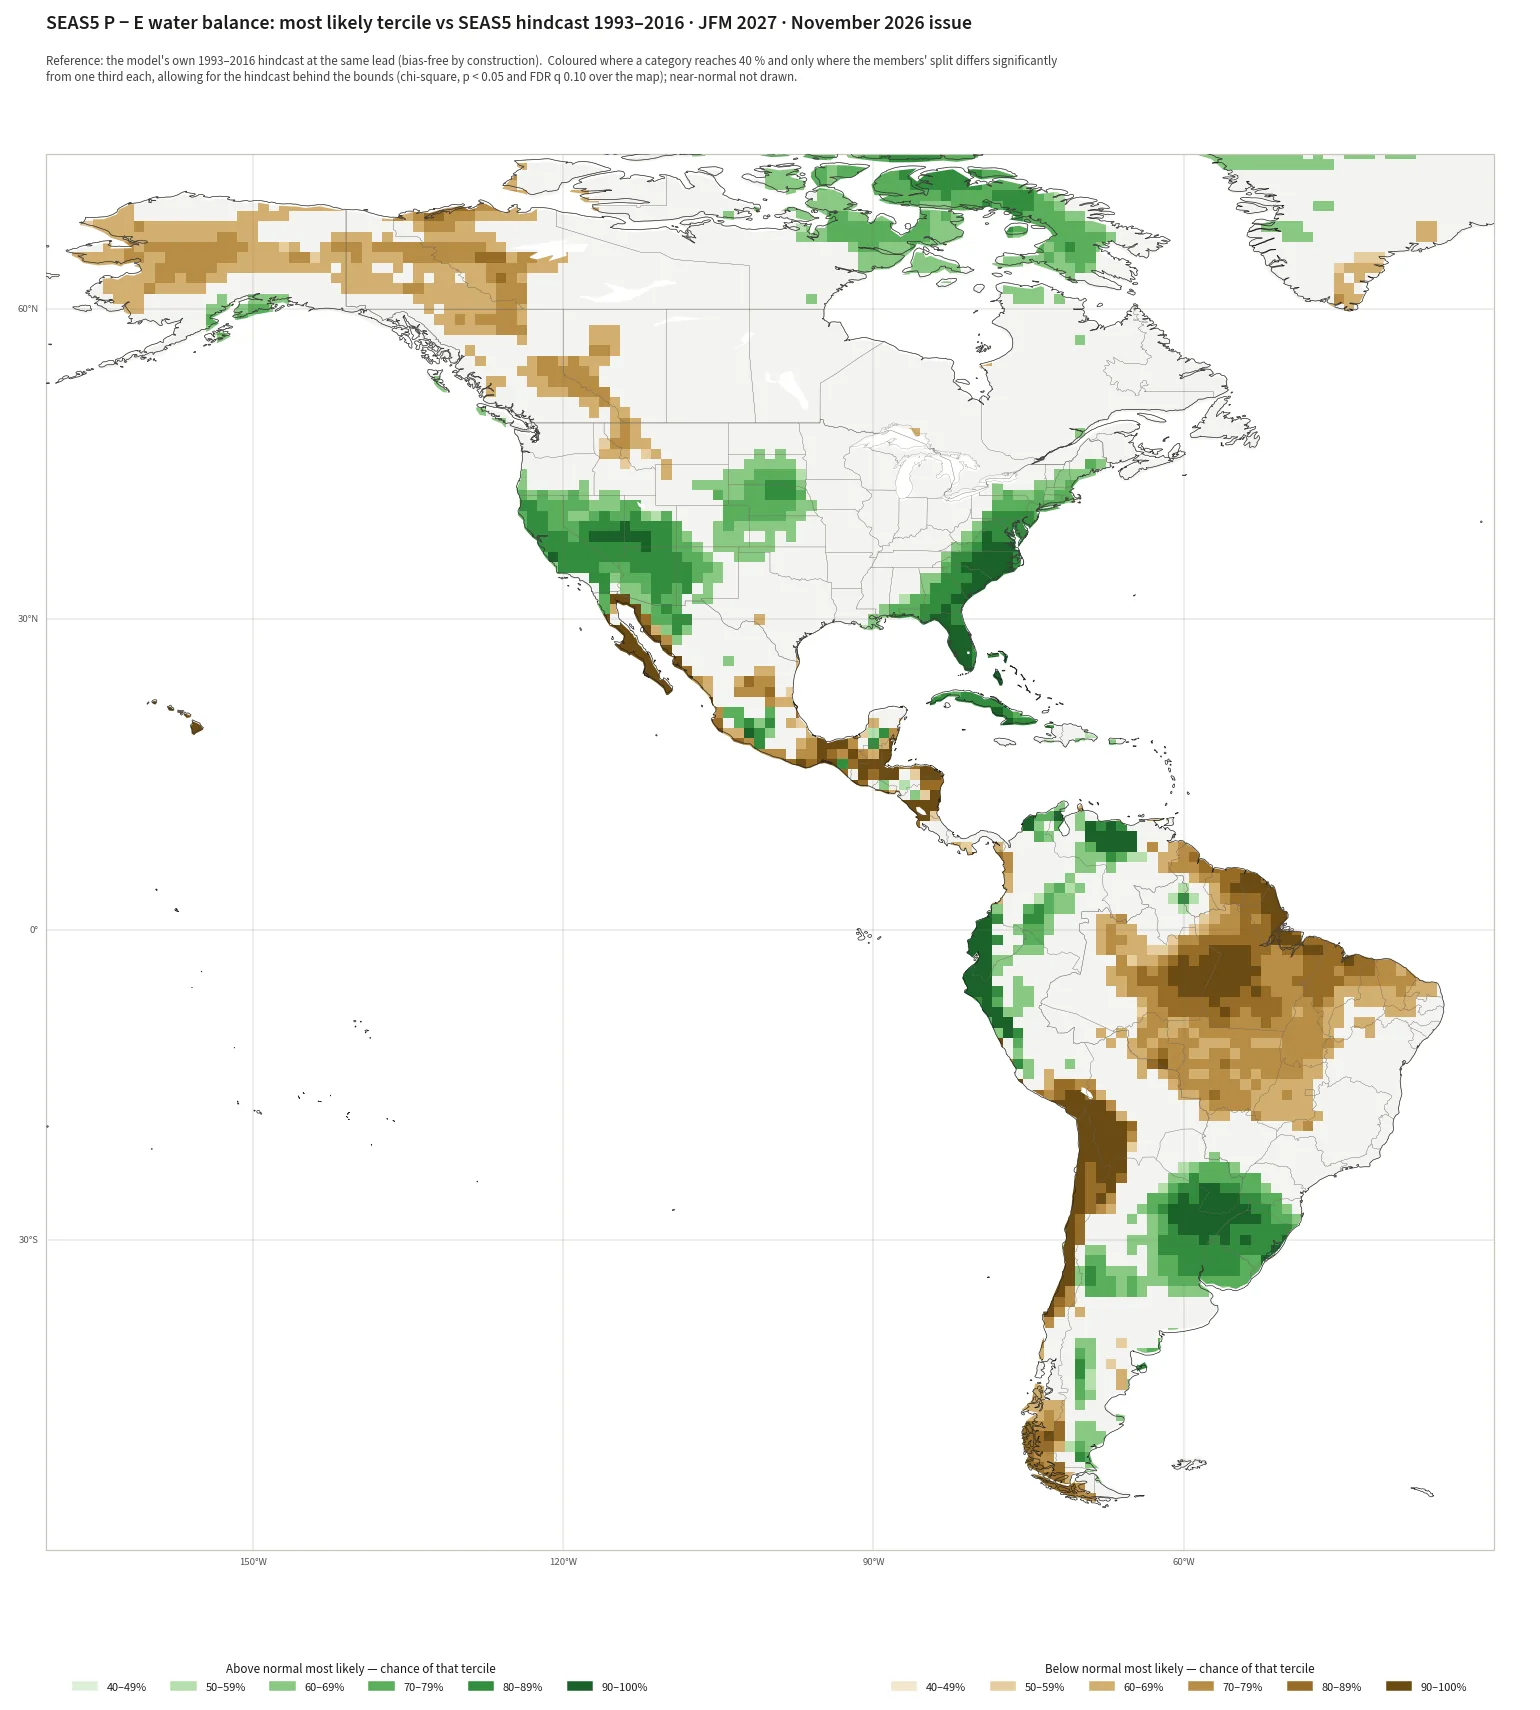 SEAS5 P − E water balance: most likely tercile vs SEAS5 hindcast 1993–2016 · JFM 2027 · November 2026 issue
Reference: the model's own 1993–2016 hindcast at the same lead (bias-free by construction).  Coloured where a category reaches 40 % and only where the members' split differs significantly
from one third each, allowing for the hindcast behind the bounds (chi-square, p < 0.05 and FDR q 0.10 over the map); near-normal not drawn.
60°N
30°N
0°
30°S
150°W 120°W 90°W 60°W
Above normal most likely — chance of that tercile
40–49% 50–59% 60–69% 70–79% 80–89% 90–100%
Below normal most likely — chance of that tercile
40–49% 50–59% 60–69% 70–79% 80–89% 90–100%